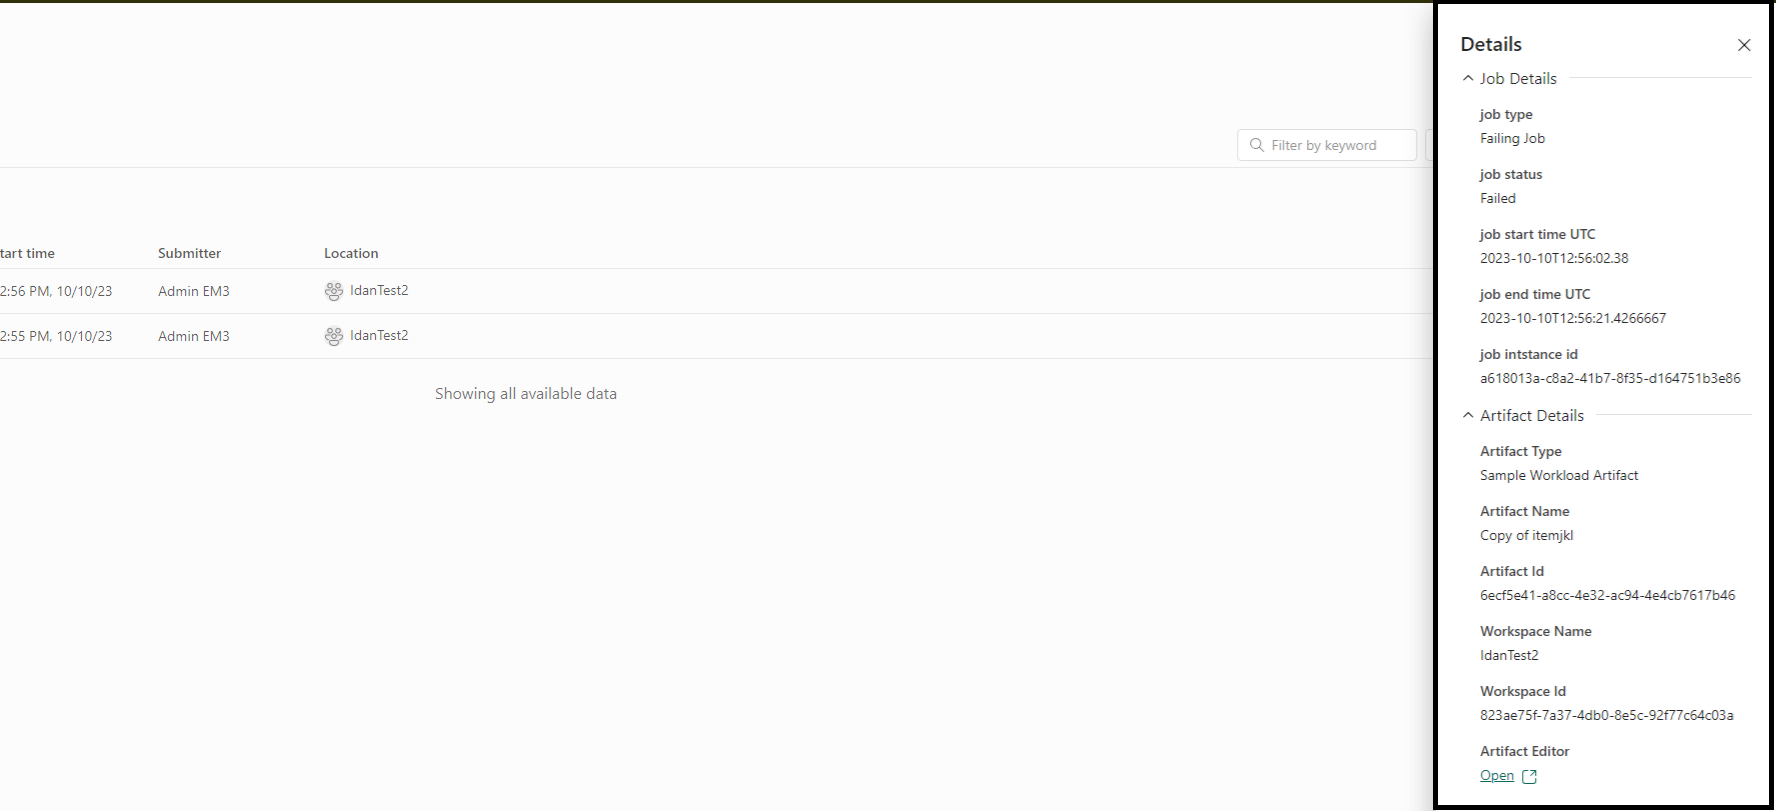 Details
Job Details
job type
Failing Job
job status
Failed
job start time UTC
2023-10-10T12:56:02.38
job end time UTC
2023-10-10T12:56:21.4266667
job intstance id
a618013a-c8a2-41b7-8f35-d164751b3e86
Artifact Details
Artifact Type
Sample Workload Artifact
Artifact Name
Copy of itemjkl
Artifact Id
6ecf5e41-a8cc-4e32-ac94-4e4cb7617b46
Workspace Name
IdanTest2
Workspace Id
823ae75f-7a37-4db0-8e5c-92f77c64c03a
Artifact Editor
Open
Filter by keyword
tart time Submitter Location
2:56 PM, 10/10/23 Admin EM3 IdanTest2
2:55 PM, 10/10/23 Admin EM3 IdanTest2
Showing all available data